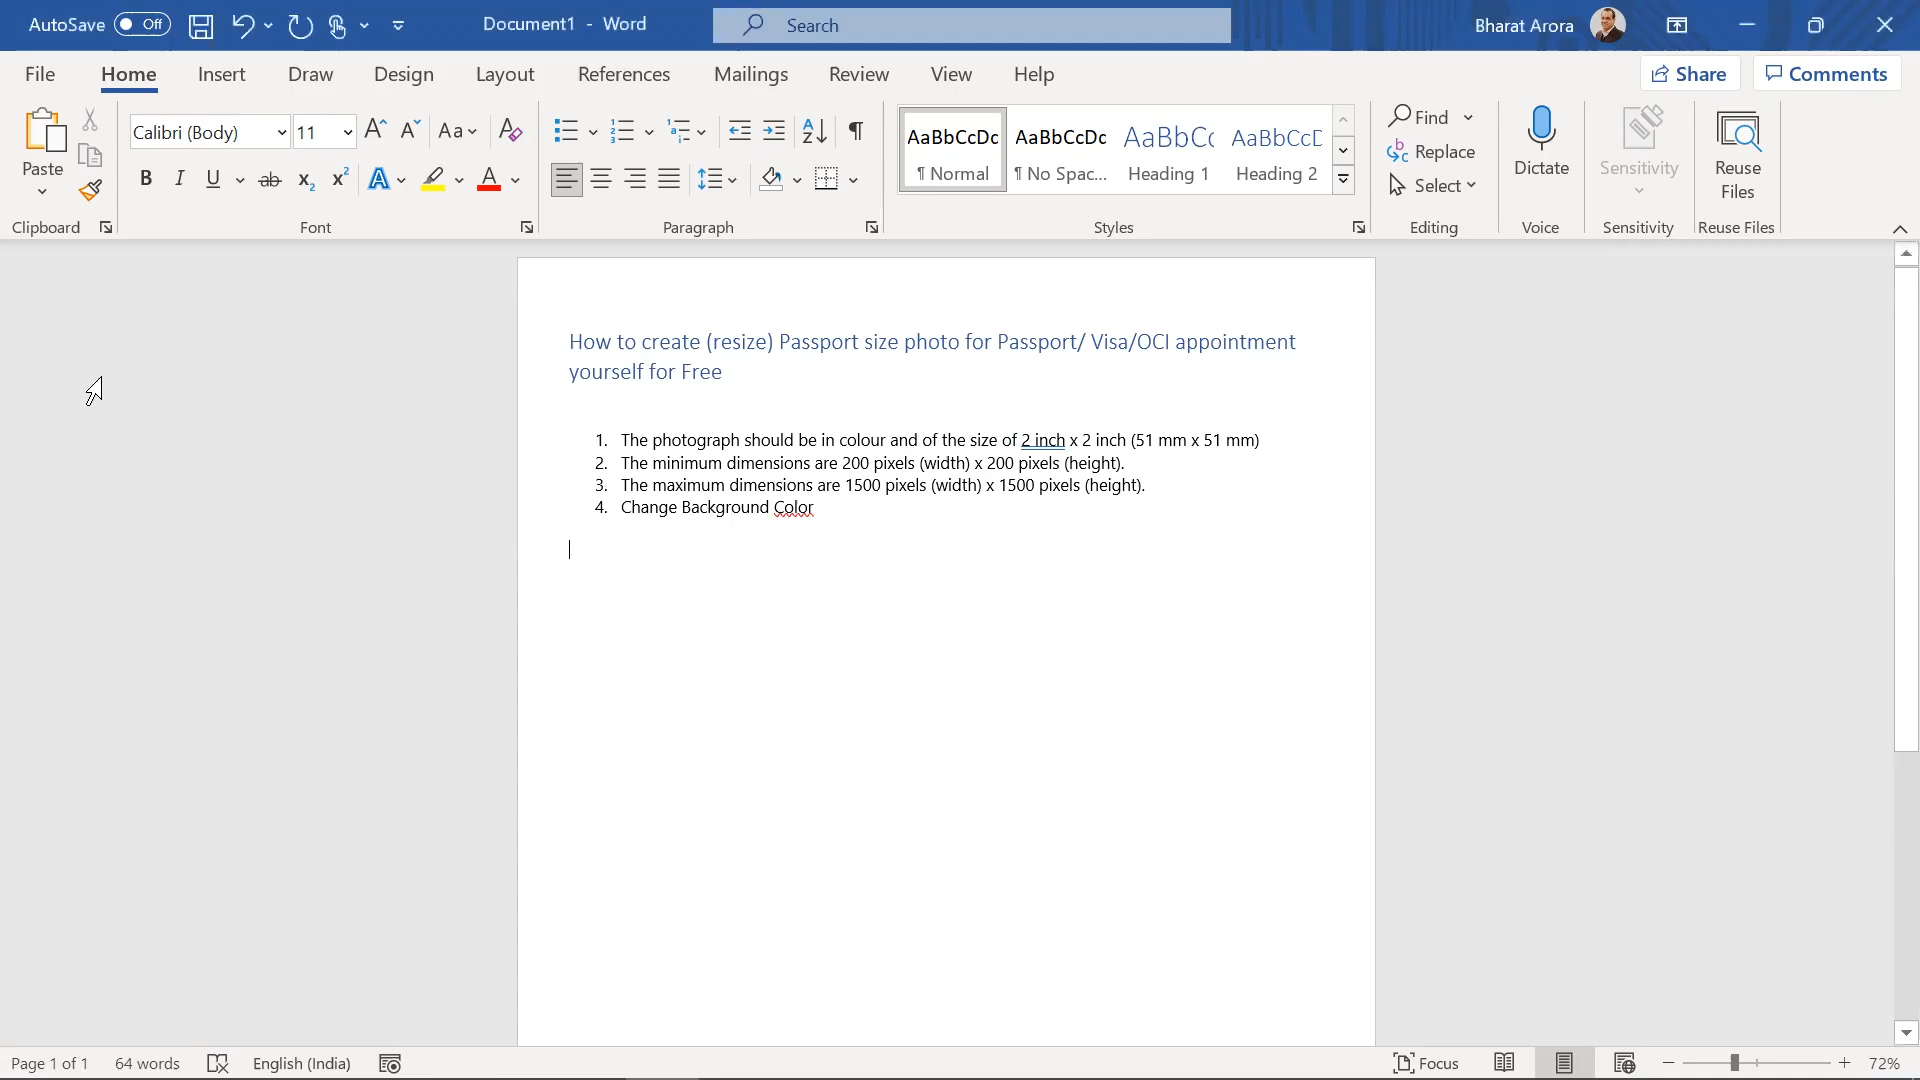 AutoSave Off Document1 - Word Search Bharat Arora
File Home Insert Draw Design Layout References Mailings Review View Help Share Comments
Paste Calibri (Body) 11 Aa AaBbCcDc AaBbCcDc AaBbCc AaBbCcD Find Replace Select Dictate Sensitivity Reuse Files
¶ Normal ¶ No Spac... Heading 1 Heading 2
Clipboard Font Paragraph Styles Editing Voice Sensitivity Reuse Files
How to create (resize) Passport size photo for Passport/ Visa/OCI appointment
yourself for Free
1. The photograph should be in colour and of the size of 2 inch x 2 inch (51 mm x 51 mm)
2. The minimum dimensions are 200 pixels (width) x 200 pixels (height).
3. The maximum dimensions are 1500 pixels (width) x 1500 pixels (height).
4. Change Background Color
Page 1 of 1 64 words English (India) Focus 72%